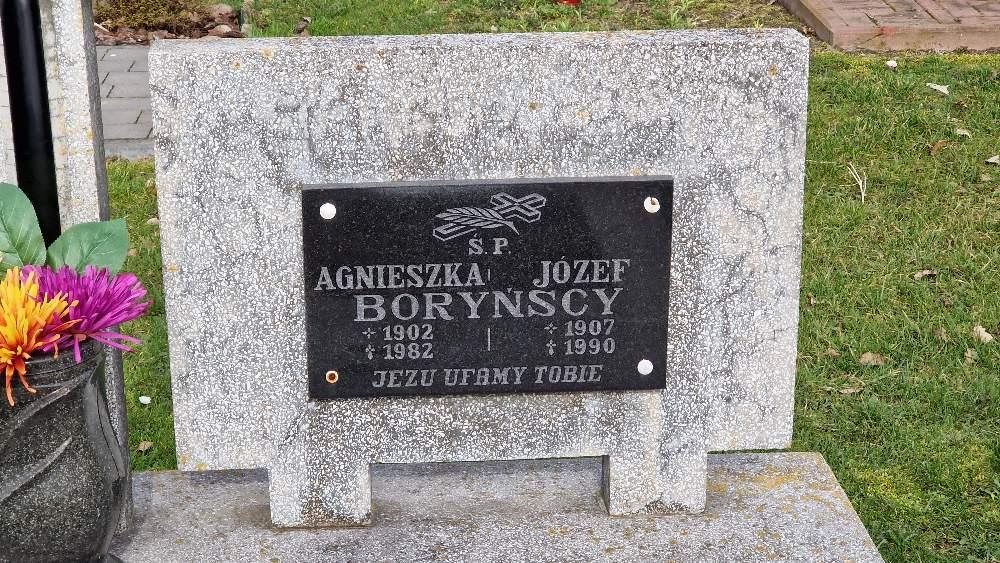 Ś.P.
AGNIESZKA JÓZEF
BORYŃSCY
1902 1907
† 1982 † 1990
JEZU UFAMY TOBIE